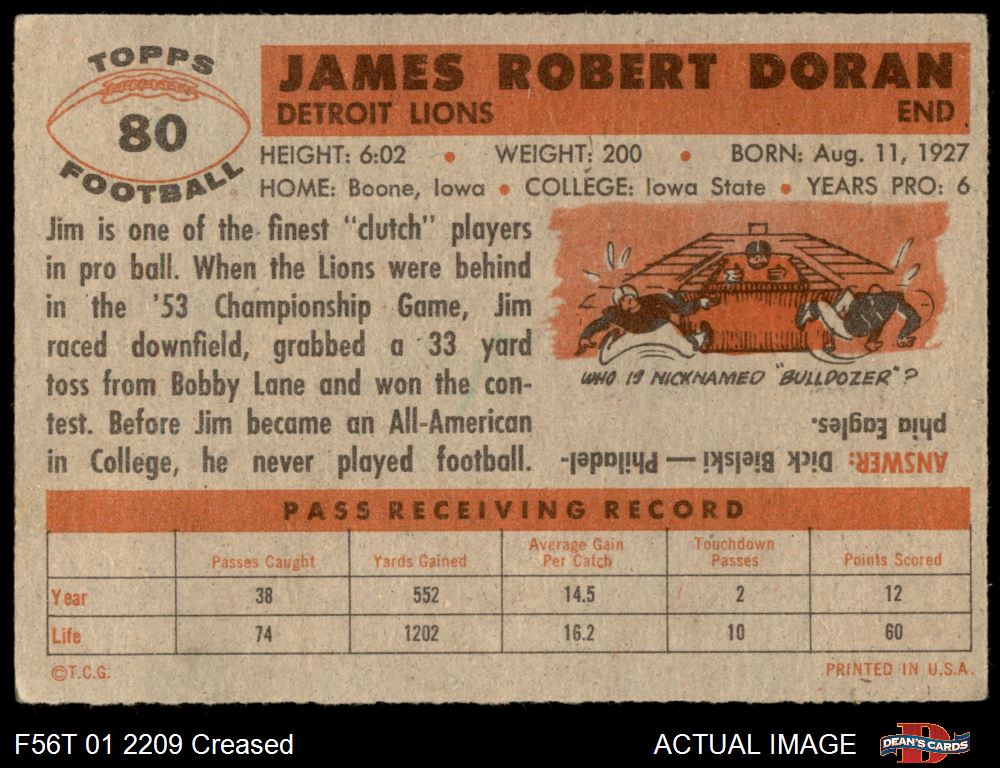 TOPPS
80
FOOTBALL
JAMES ROBERT DORAN
DETROIT LIONS END
HEIGHT: 6:02 • WEIGHT: 200 • BORN: Aug. 11, 1927
HOME: Boone, Iowa • COLLEGE: Iowa State • YEARS PRO: 6
Jim is one of the finest "clutch" players
in pro ball. When the Lions were behind
in the '53 Championship Game, Jim
raced downfield, grabbed a 33 yard
toss from Bobby Lane and won the con-
test. Before Jim became an All-American
in College, he never played football.
WHO IS NICKNAMED "BULLDOZER"?
ANSWER: Dick Bielski — Philadel-
phia Eagles.
PASS RECEIVING RECORD
Passes Caught Yards Gained Average Gain Per Catch Touchdown Passes Points Scored
Year 38 552 14.5 2 12
Life 74 1202 16.2 10 60
©T.C.G. PRINTED IN U.S.A.
F56T 01 2209 Creased ACTUAL IMAGE DEAN'S CARDS